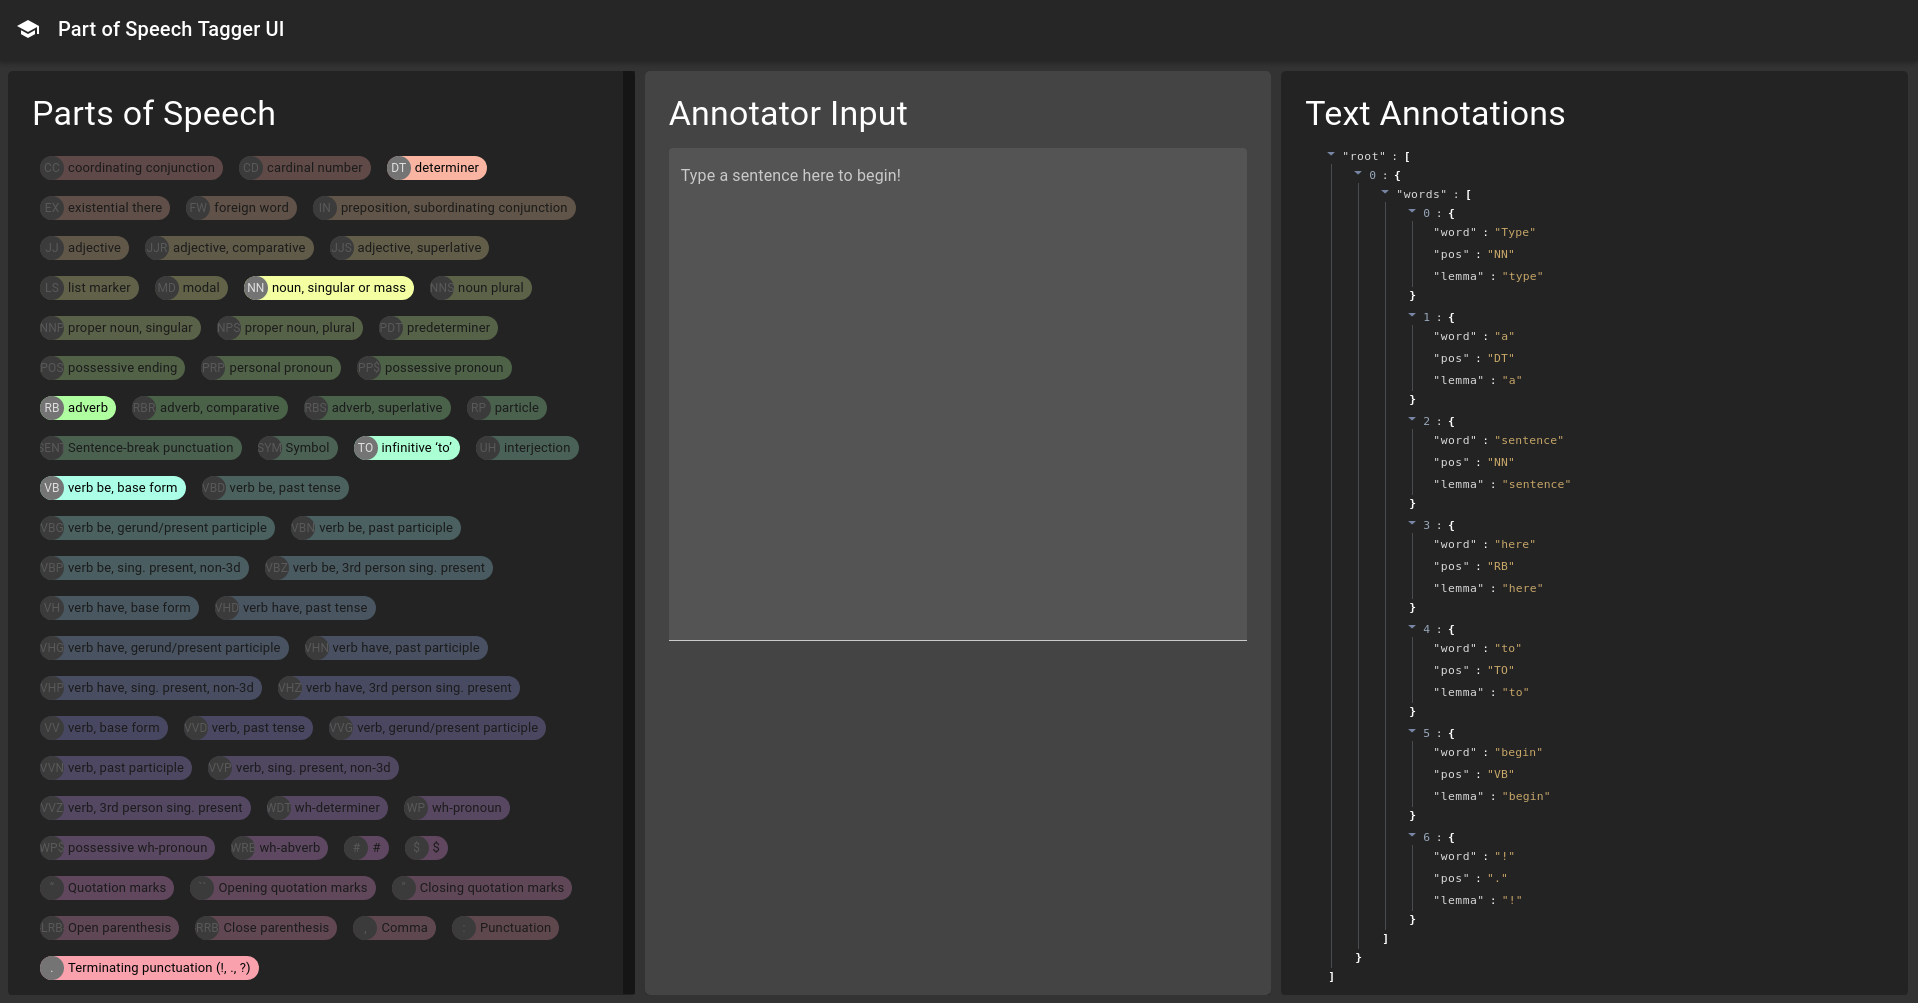 Part of Speech Tagger UI
Parts of Speech
CC coordinating conjunction CD cardinal number DT determiner
EX existential there FW foreign word IN preposition, subordinating conjunction
JJ adjective JJR adjective, comparative JJS adjective, superlative
LS list marker MD modal NN noun, singular or mass NNS noun plural
NNP proper noun, singular NPS proper noun, plural PDT predeterminer
POS possessive ending PRP personal pronoun PP$ possessive pronoun
RB adverb RBR adverb, comparative RBS adverb, superlative RP particle
SENT Sentence-break punctuation SYM Symbol TO infinitive ‘to’ UH interjection
VB verb be, base form VBD verb be, past tense
VBG verb be, gerund/present participle VBN verb be, past participle
VBP verb be, sing. present, non-3d VBZ verb be, 3rd person sing. present
VH verb have, base form VHD verb have, past tense
VHG verb have, gerund/present participle VHN verb have, past participle
VHP verb have, sing. present, non-3d VHZ verb have, 3rd person sing. present
VV verb, base form VVD verb, past tense VVG verb, gerund/present participle
VVN verb, past participle VVP verb, sing. present, non-3d
VVZ verb, 3rd person sing. present WDT wh-determiner WP wh-pronoun
WP$ possessive wh-pronoun WRB wh-abverb # # $ $
" Quotation marks `` Opening quotation marks " Closing quotation marks
LRB Open parenthesis RRB Close parenthesis , Comma Punctuation
. Terminating punctuation (!, ., ?)
Annotator Input
Type a sentence here to begin!
Text Annotations
"root" : [
0 : {
"words" : [
0 : {
"word" : "Type"
"pos" : "NN"
"lemma" : "type"
}
1 : {
"word" : "a"
"pos" : "DT"
"lemma" : "a"
}
2 : {
"word" : "sentence"
"pos" : "NN"
"lemma" : "sentence"
}
3 : {
"word" : "here"
"pos" : "RB"
"lemma" : "here"
}
4 : {
"word" : "to"
"pos" : "TO"
"lemma" : "to"
}
5 : {
"word" : "begin"
"pos" : "VB"
"lemma" : "begin"
}
6 : {
"word" : "!"
"pos" : "."
"lemma" : "!"
}
]
}
]